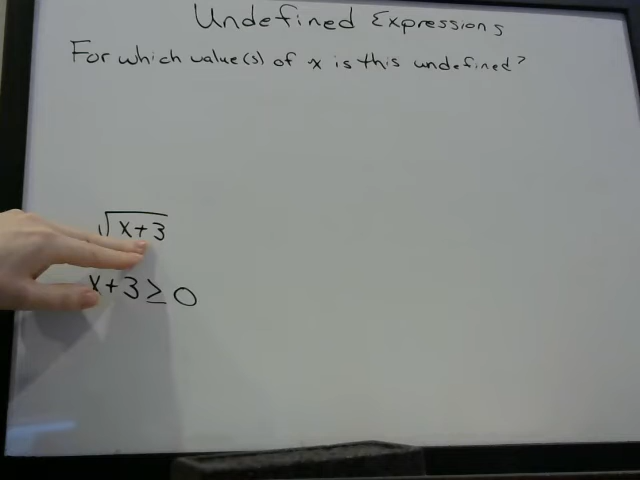 Undefined Expressions
For which value(s) of x is this undefined?
√x+3
x+3≥0